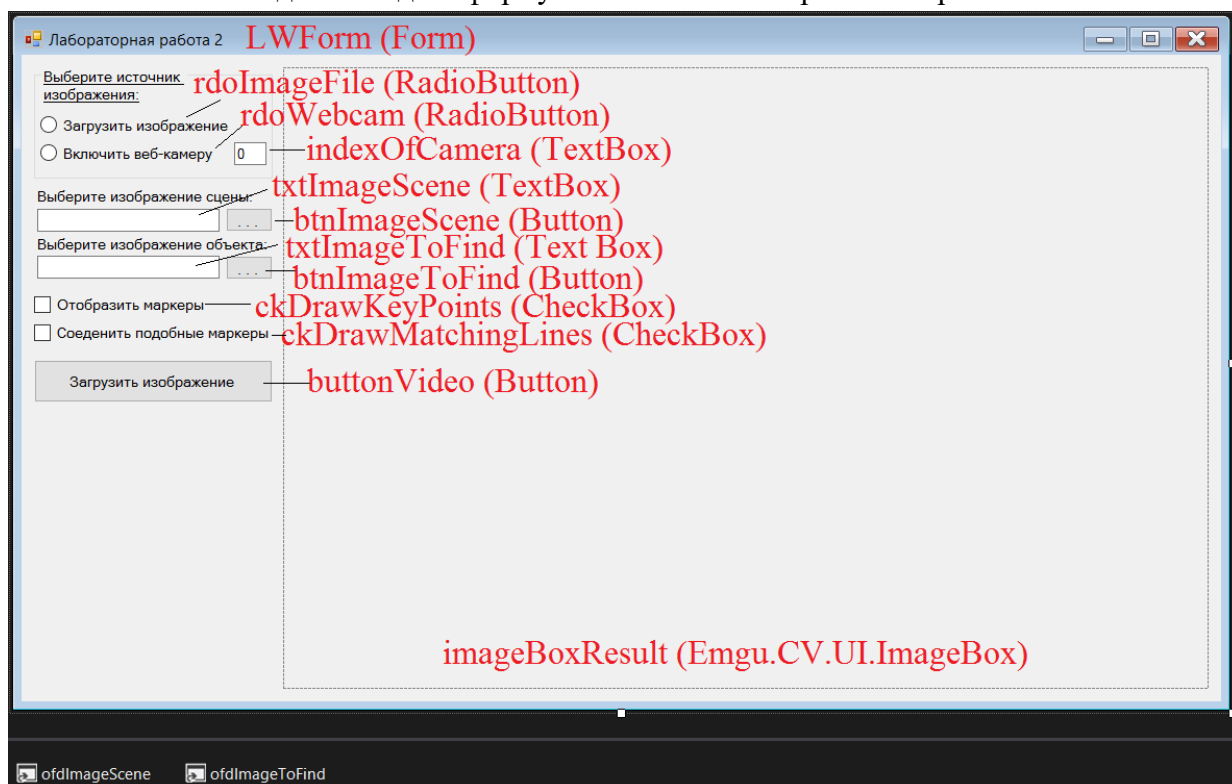 Лабораторная работа 2 LWForm (Form)
Выберите источник
изображения:
rdoImageFile (RadioButton)
Загрузить изображение
rdoWebcam (RadioButton)
Включить веб-камеру 0 indexOfCamera (TextBox)
txtImageScene (TextBox)
Выберите изображение сцены:
... btnImageScene (Button)
Выберите изображение объекта: txtImageToFind (Text Box)
... btnImageToFind (Button)
Отобразить маркеры ckDrawKeyPoints (CheckBox)
Соеденить подобные маркеры ckDrawMatchingLines (CheckBox)
Загрузить изображение buttonVideo (Button)
imageBoxResult (Emgu.CV.UI.ImageBox)
ofdImageScene ofdImageToFind